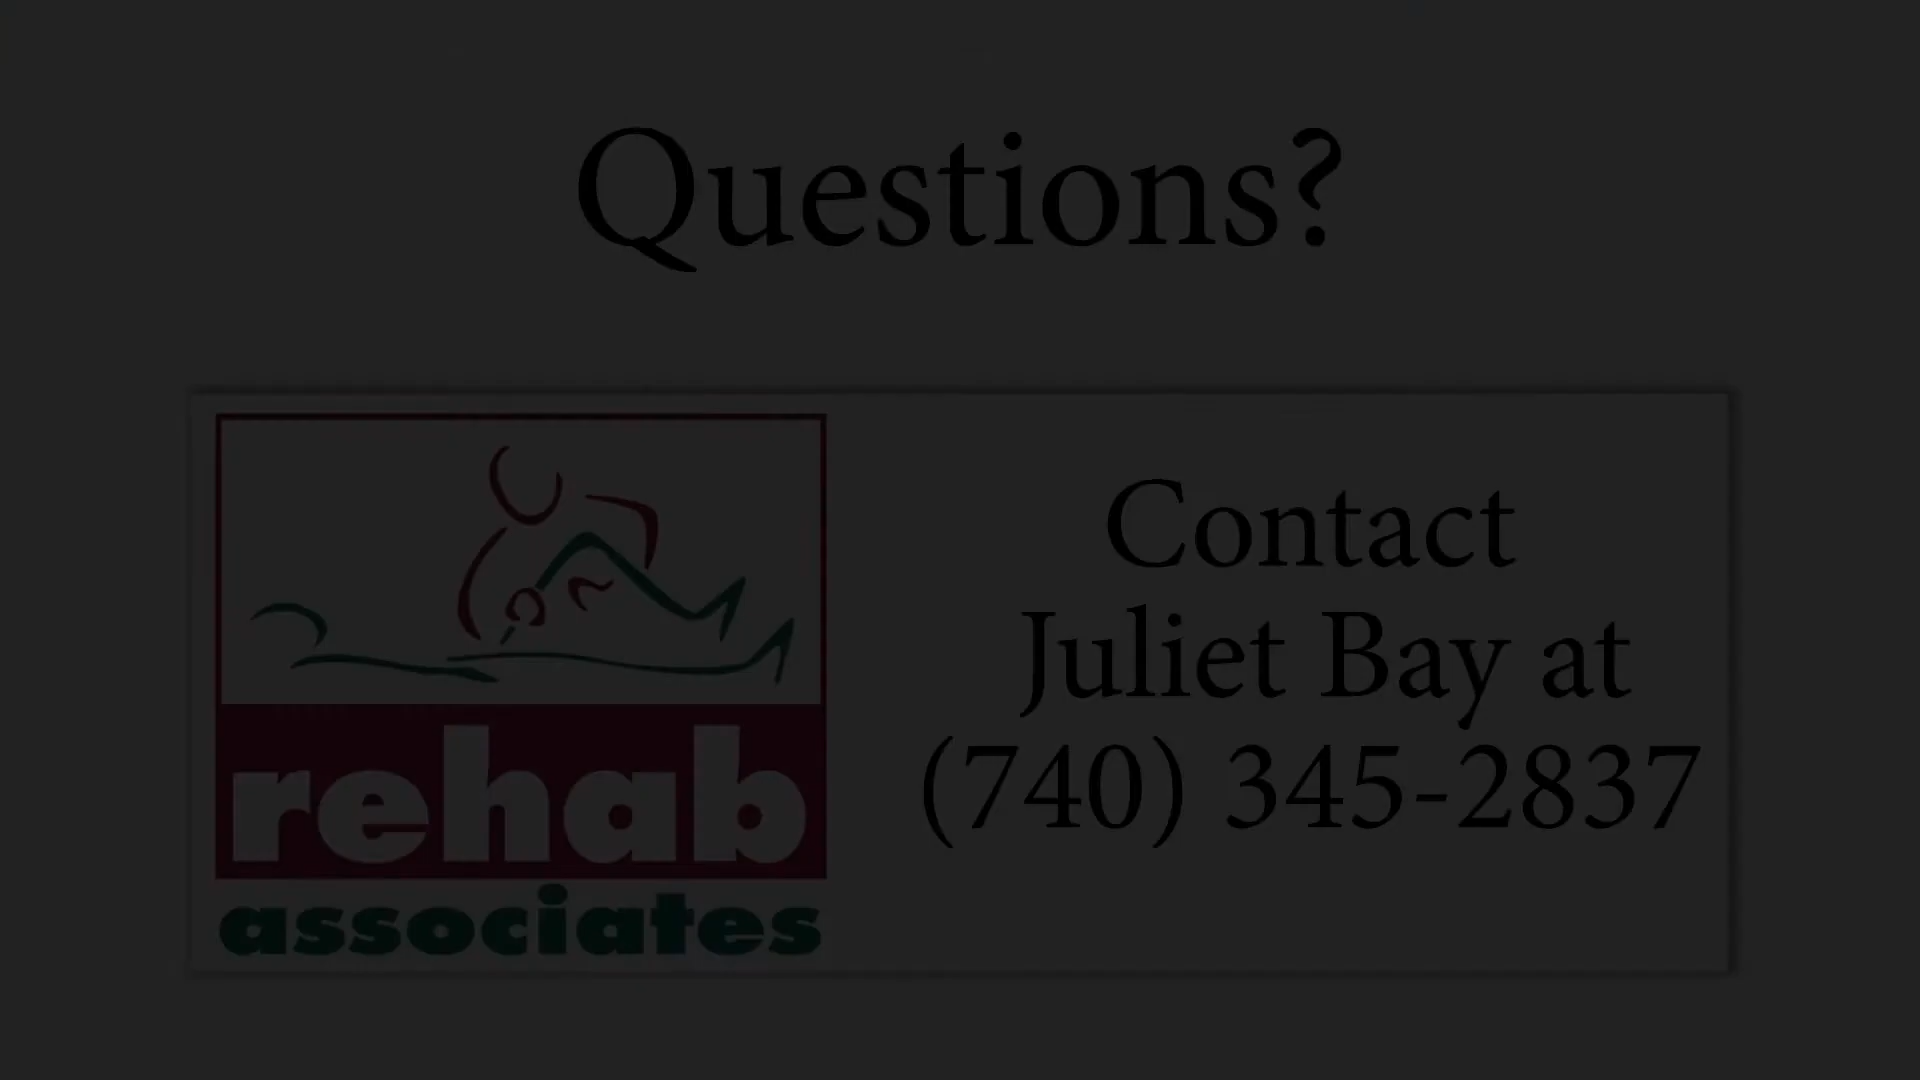 Questions?
rehab
associates
Contact
Juliet Bay at
(740) 345-2837